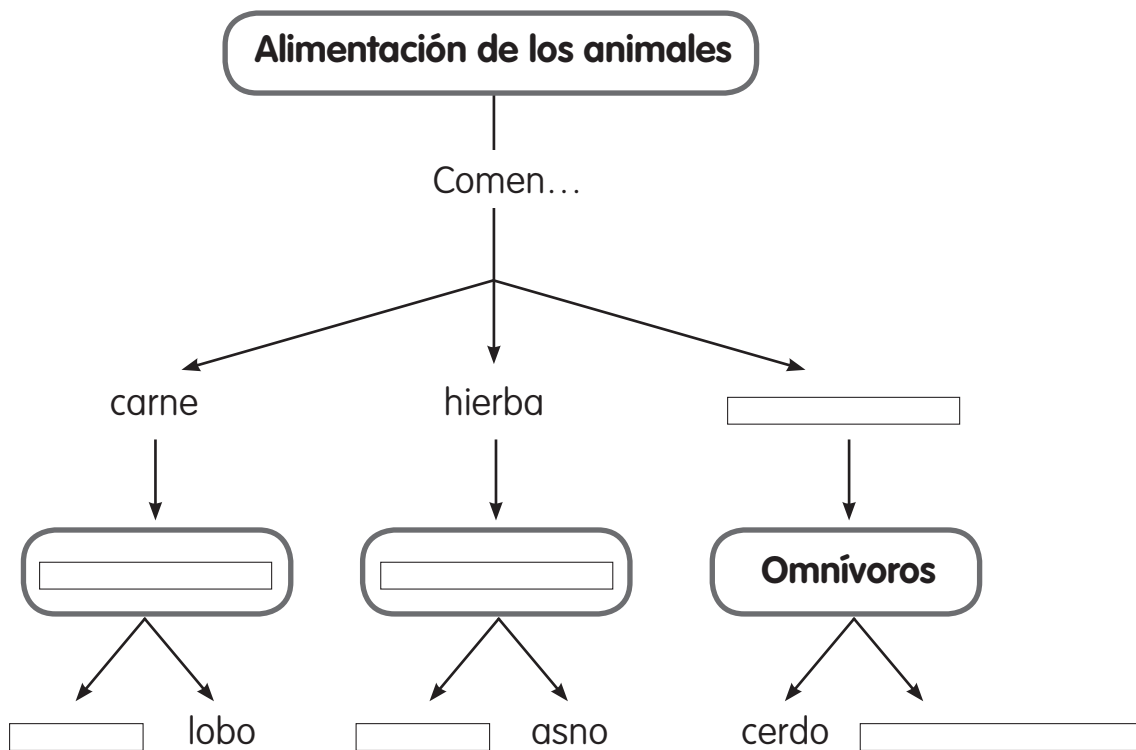 Alimentación de los animales
Comen...
carne
hierba
Omnívoros
lobo
asno
cerdo